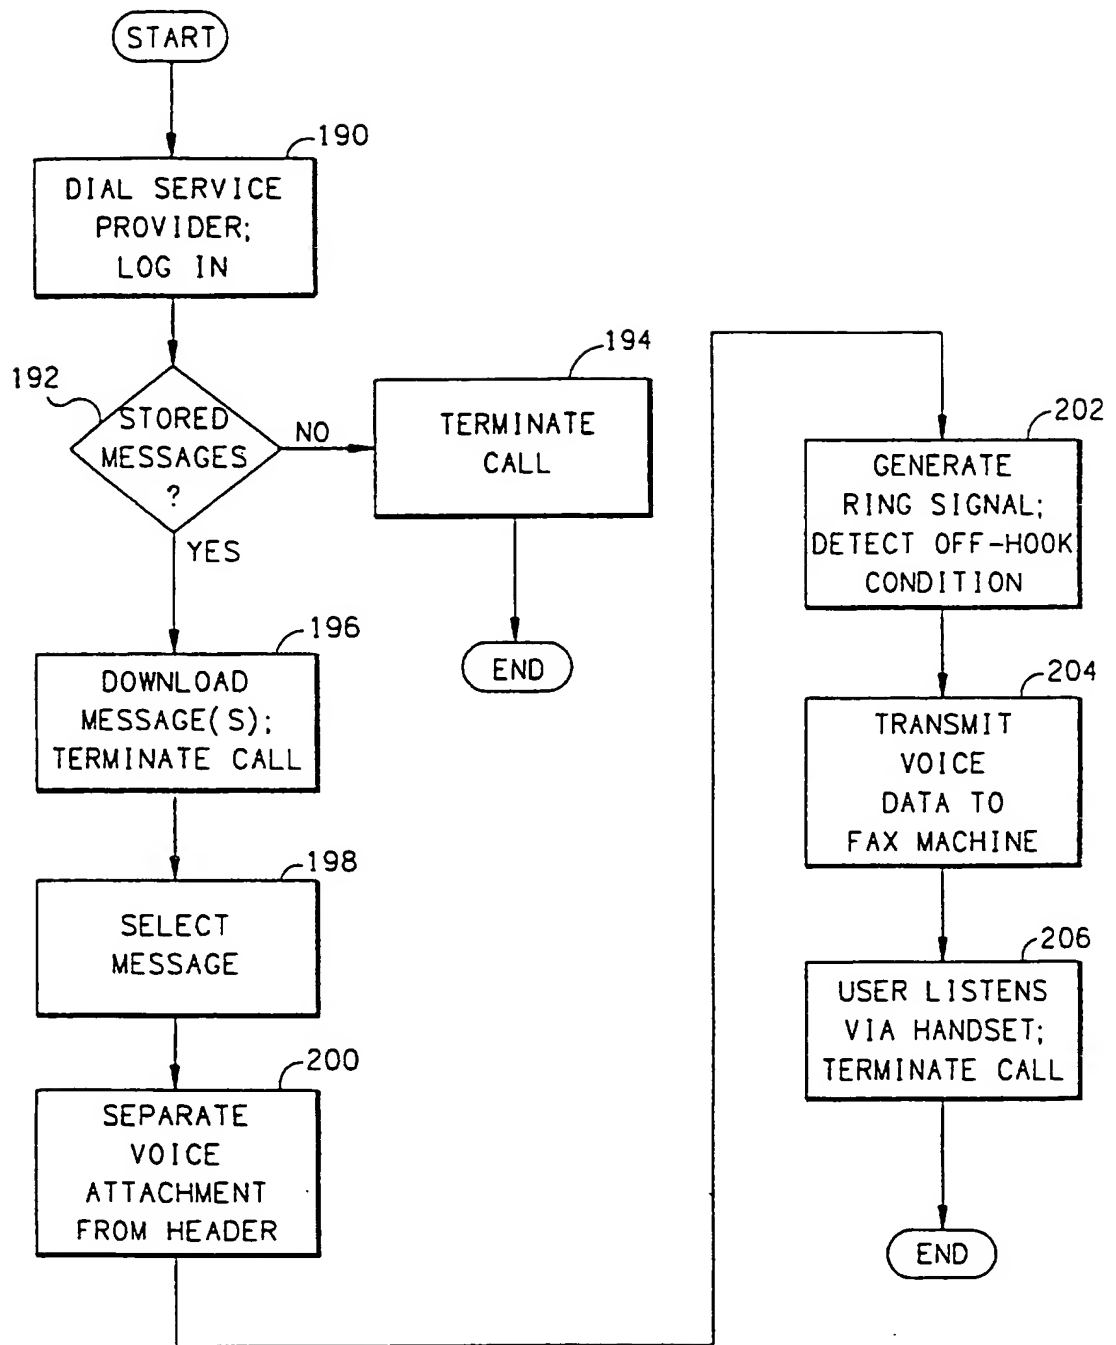 START
190
DIAL SERVICE
PROVIDER;
LOG IN
192
STORED
MESSAGES
?
NO
YES
194
TERMINATE
CALL
END
196
DOWNLOAD
MESSAGE(S);
TERMINATE CALL
198
SELECT
MESSAGE
200
SEPARATE
VOICE
ATTACHMENT
FROM HEADER
202
GENERATE
RING SIGNAL;
DETECT OFF-HOOK
CONDITION
204
TRANSMIT
VOICE
DATA TO
FAX MACHINE
206
USER LISTENS
VIA HANDSET;
TERMINATE CALL
END